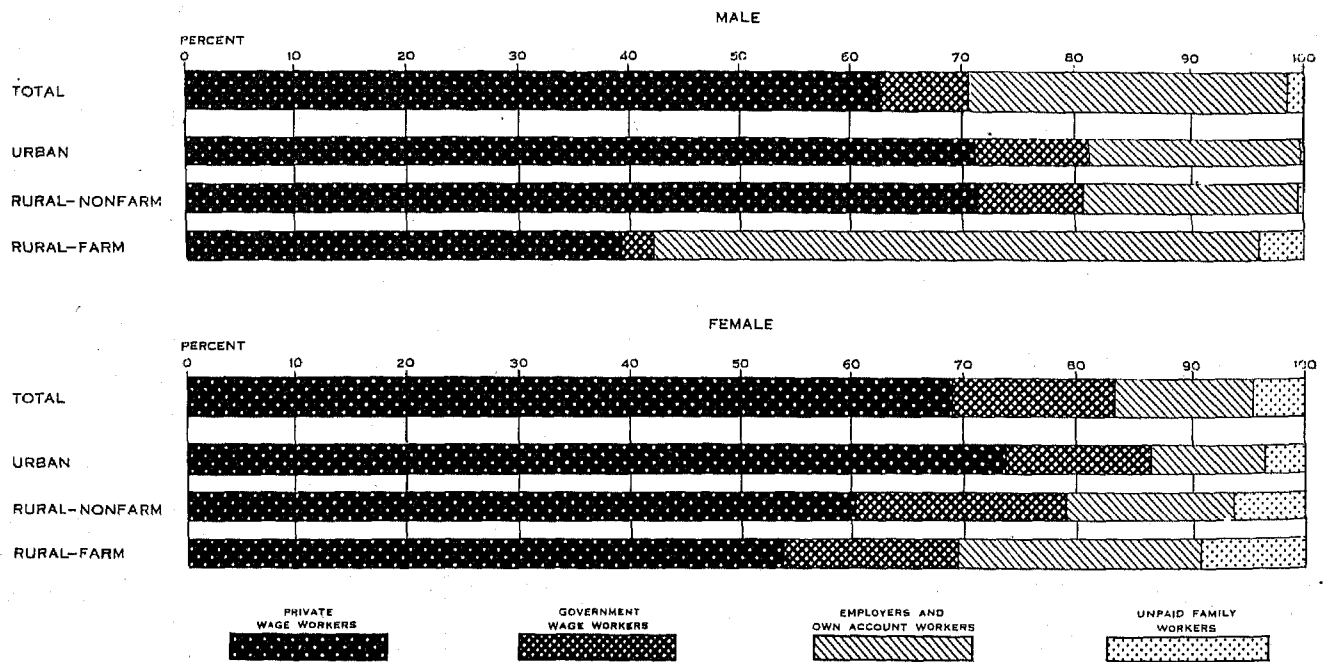 MALE
PERCENT
0 10 20 30 40 50 60 70 80 90 100
TOTAL
URBAN
RURAL-NONFARM
RURAL-FARM
FEMALE
PERCENT
0 10 20 30 40 50 60 70 80 90 100
TOTAL
URBAN
RURAL-NONFARM
RURAL-FARM
PRIVATE
WAGE WORKERS
GOVERNMENT
WAGE WORKERS
EMPLOYERS AND
OWN ACCOUNT WORKERS
UNPAID FAMILY
WORKERS